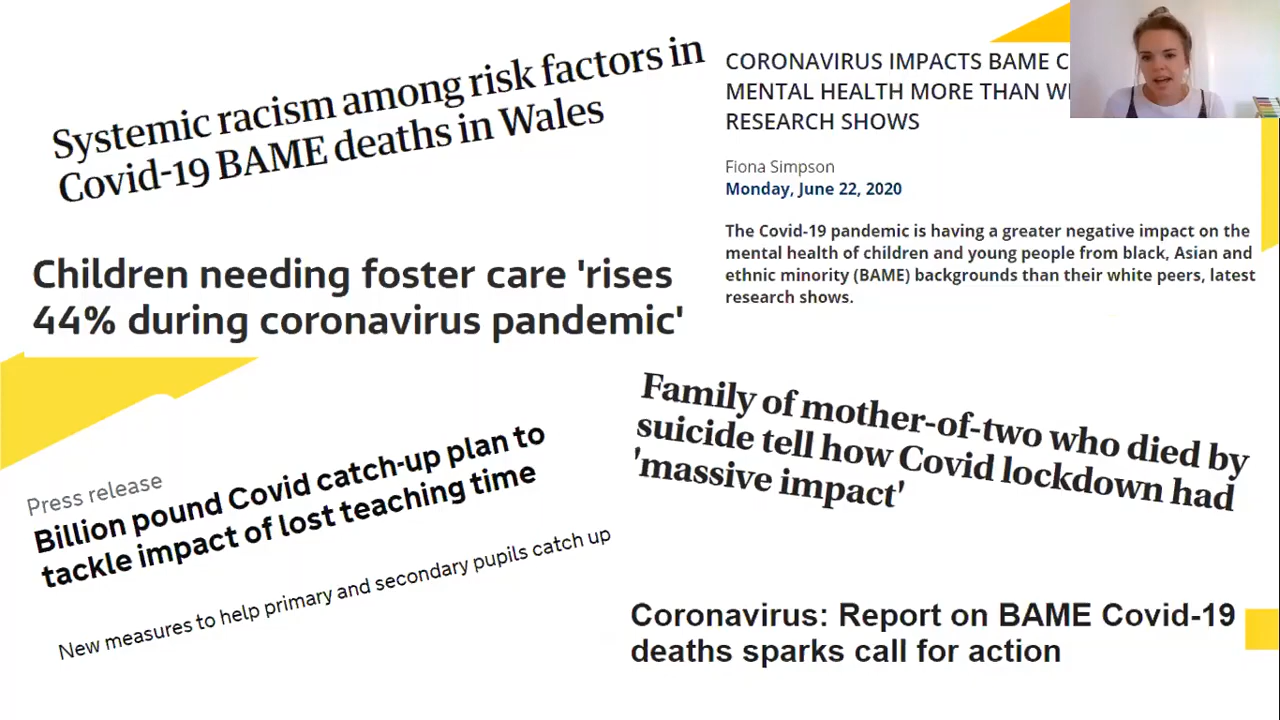 Systemic racism among risk factors in
Covid-19 BAME deaths in Wales
CORONAVIRUS IMPACTS BAME
MENTAL HEALTH MORE THAN
RESEARCH SHOWS
Fiona Simpson
Monday, June 22, 2020
The Covid-19 pandemic is having a greater negative impact on the
mental health of children and young people from black, Asian and
ethnic minority (BAME) backgrounds than their white peers, latest
research shows.
Children needing foster care 'rises
44% during coronavirus pandemic'
Family of mother-of-two who died by
suicide tell how Covid lockdown had
'massive impact'
Press release
Billion pound Covid catch-up plan to
tackle impact of lost teaching time
New measures to help primary and secondary pupils catch up
Coronavirus: Report on BAME Covid-19
deaths sparks call for action